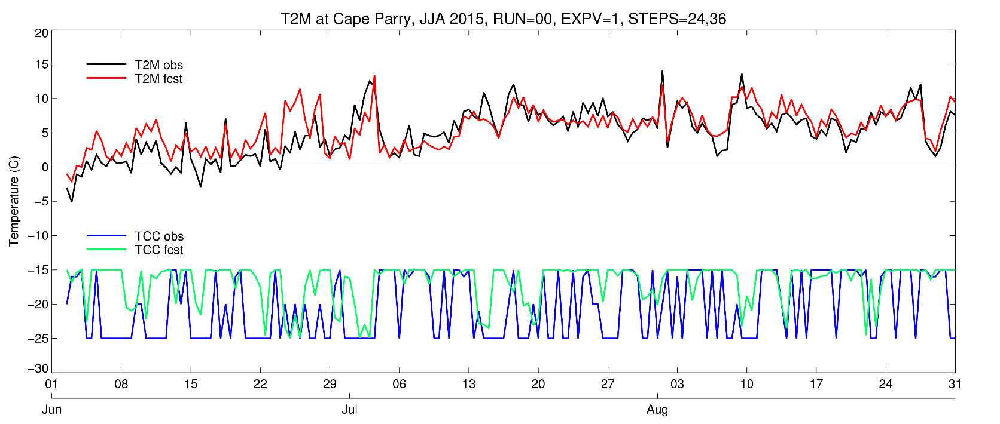 T2M at Cape Parry, JJA 2015, RUN=00, EXPV=1, STEPS=24,36
20
15
10
5
0
−5
−10
−15
−20
−25
−30
Temperature (C)
T2M obs
T2M fcst
TCC obs
TCC fcst
01 08 15 22 29 06 13 20 27 03 10 17 24 31
Jun Jul Aug